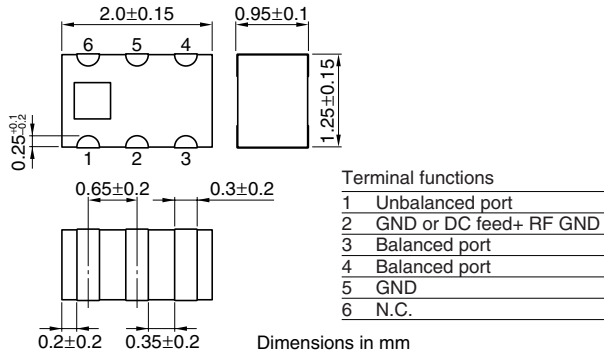 2.0±0.15
0.95±0.1
6 5 4
1.25±0.15
0.25+0.1 −0.2
1 2 3
0.65±0.2
0.3±0.2
0.2±0.2
0.35±0.2
Dimensions in mm
Terminal functions
1 Unbalanced port
2 GND or DC feed+ RF GND
3 Balanced port
4 Balanced port
5 GND
6 N.C.